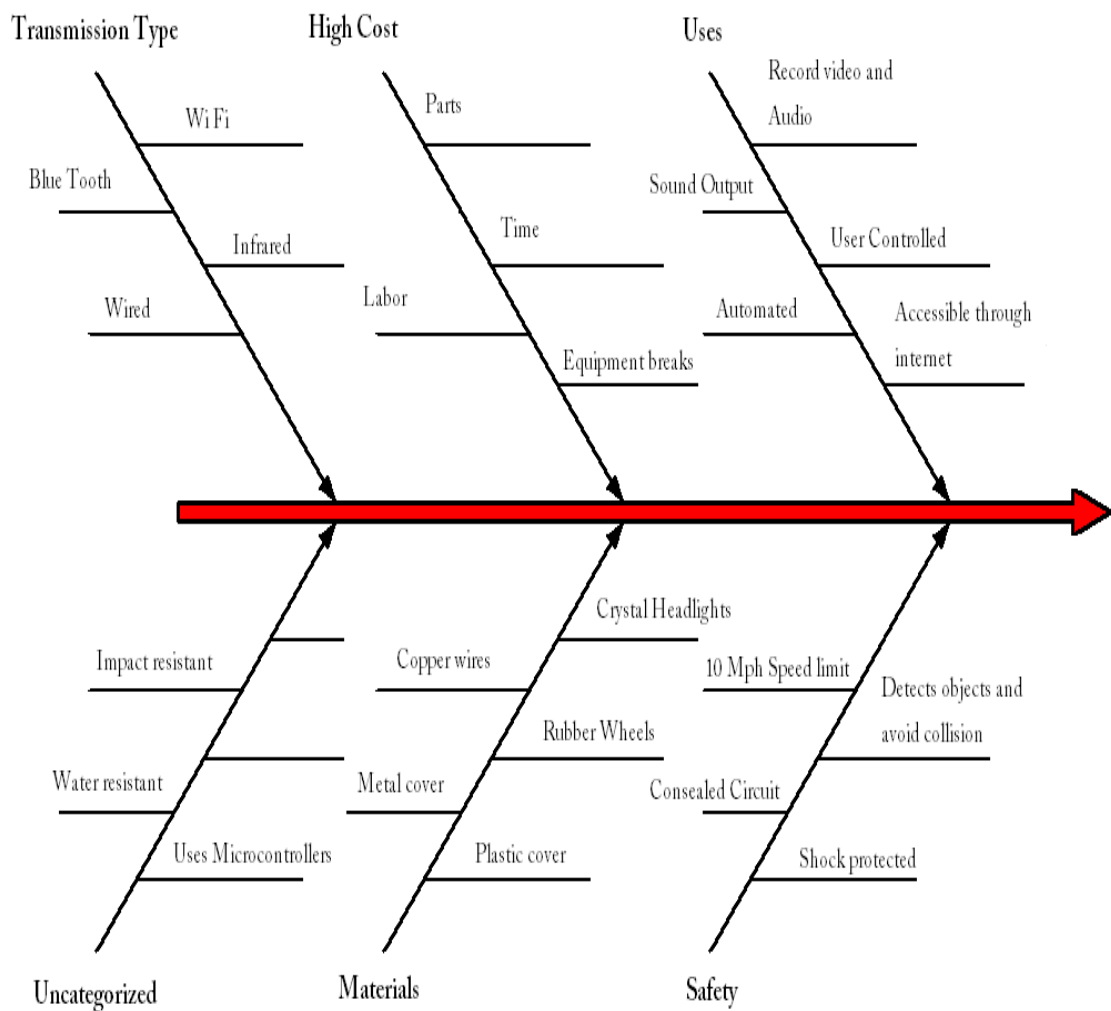 Transmission Type
Wi Fi
Blue Tooth
Infrared
Wired
High Cost
Parts
Time
Labor
Equipment breaks
Uses
Record video and
Audio
Sound Output
User Controlled
Automated
Accessible through
internet
Impact resistant
Water resistant
Uses Microcontrollers
Uncategorized
Crystal Headlights
Copper wires
Rubber Wheels
Metal cover
Plastic cover
Materials
10 Mph Speed limit
Detects objects and
avoid collision
Consealed Circuit
Shock protected
Safety